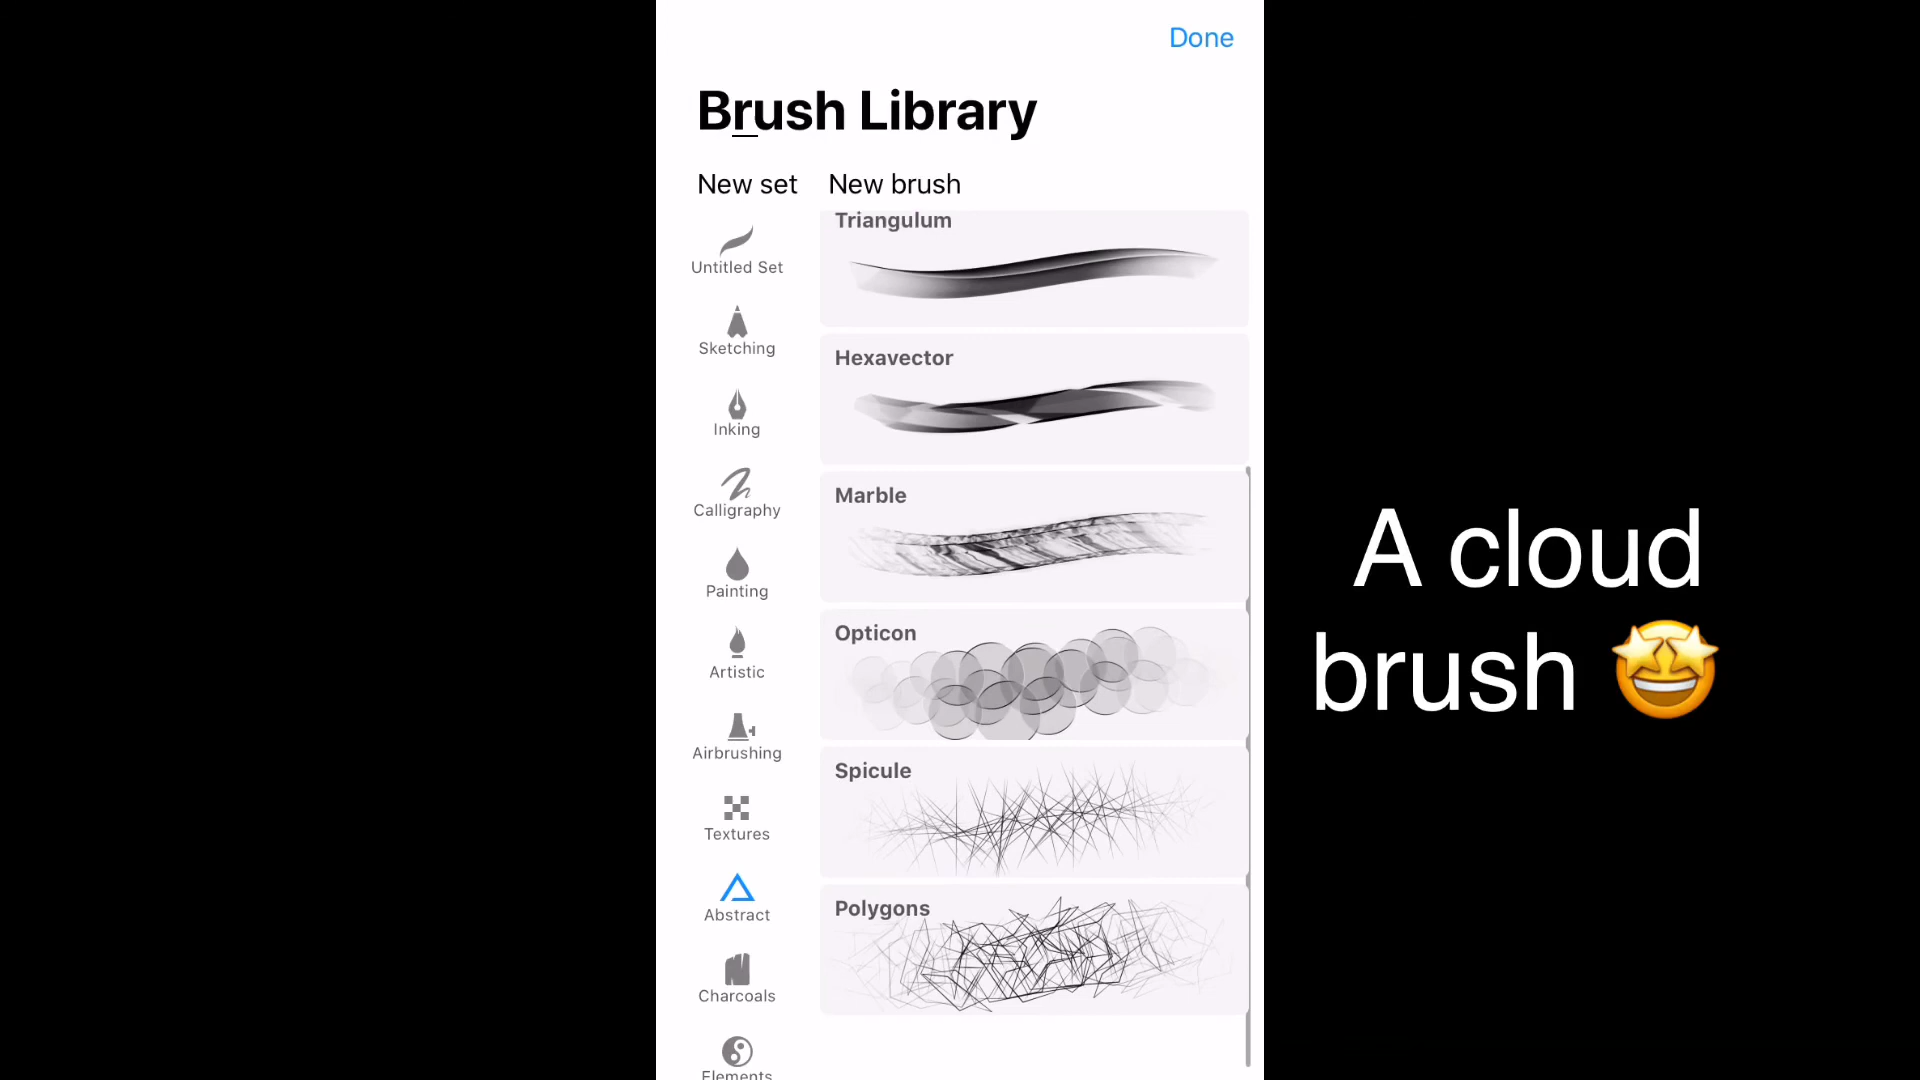 Done
Brush Library
New set
New brush
Untitled Set
Sketching
Inking
Calligraphy
Painting
Artistic
Airbrushing
Textures
Abstract
Charcoals
Elements
Triangulum
Hexavector
Marble
Opticon
Spicule
Polygons
A cloud
brush 🤩